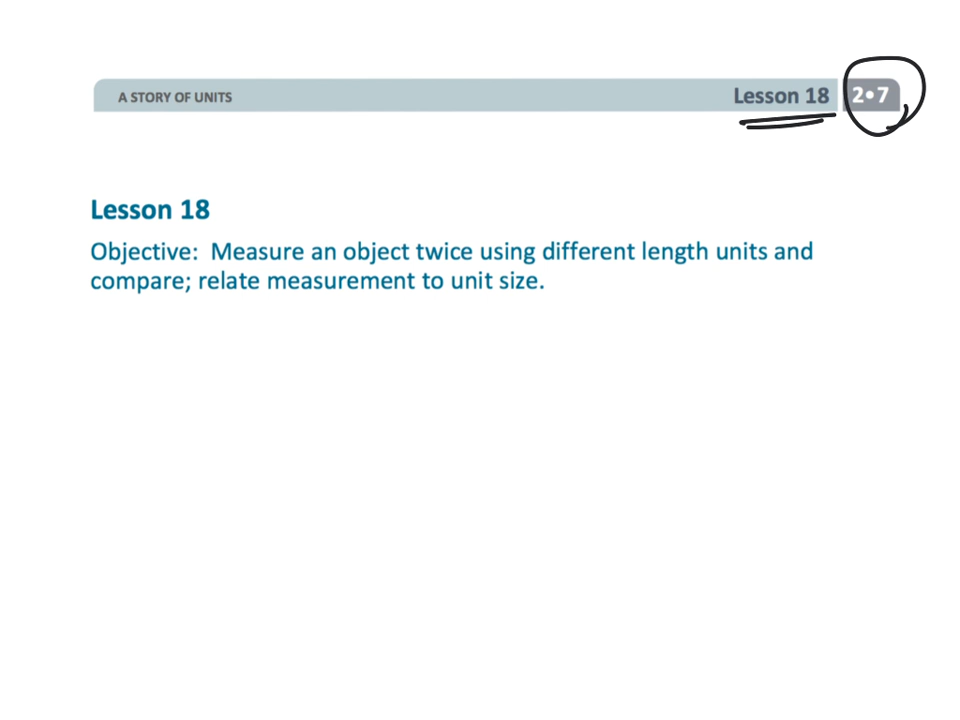 A STORY OF UNITS Lesson 18 2•7
Lesson 18
Objective: Measure an object twice using different length units and
compare; relate measurement to unit size.